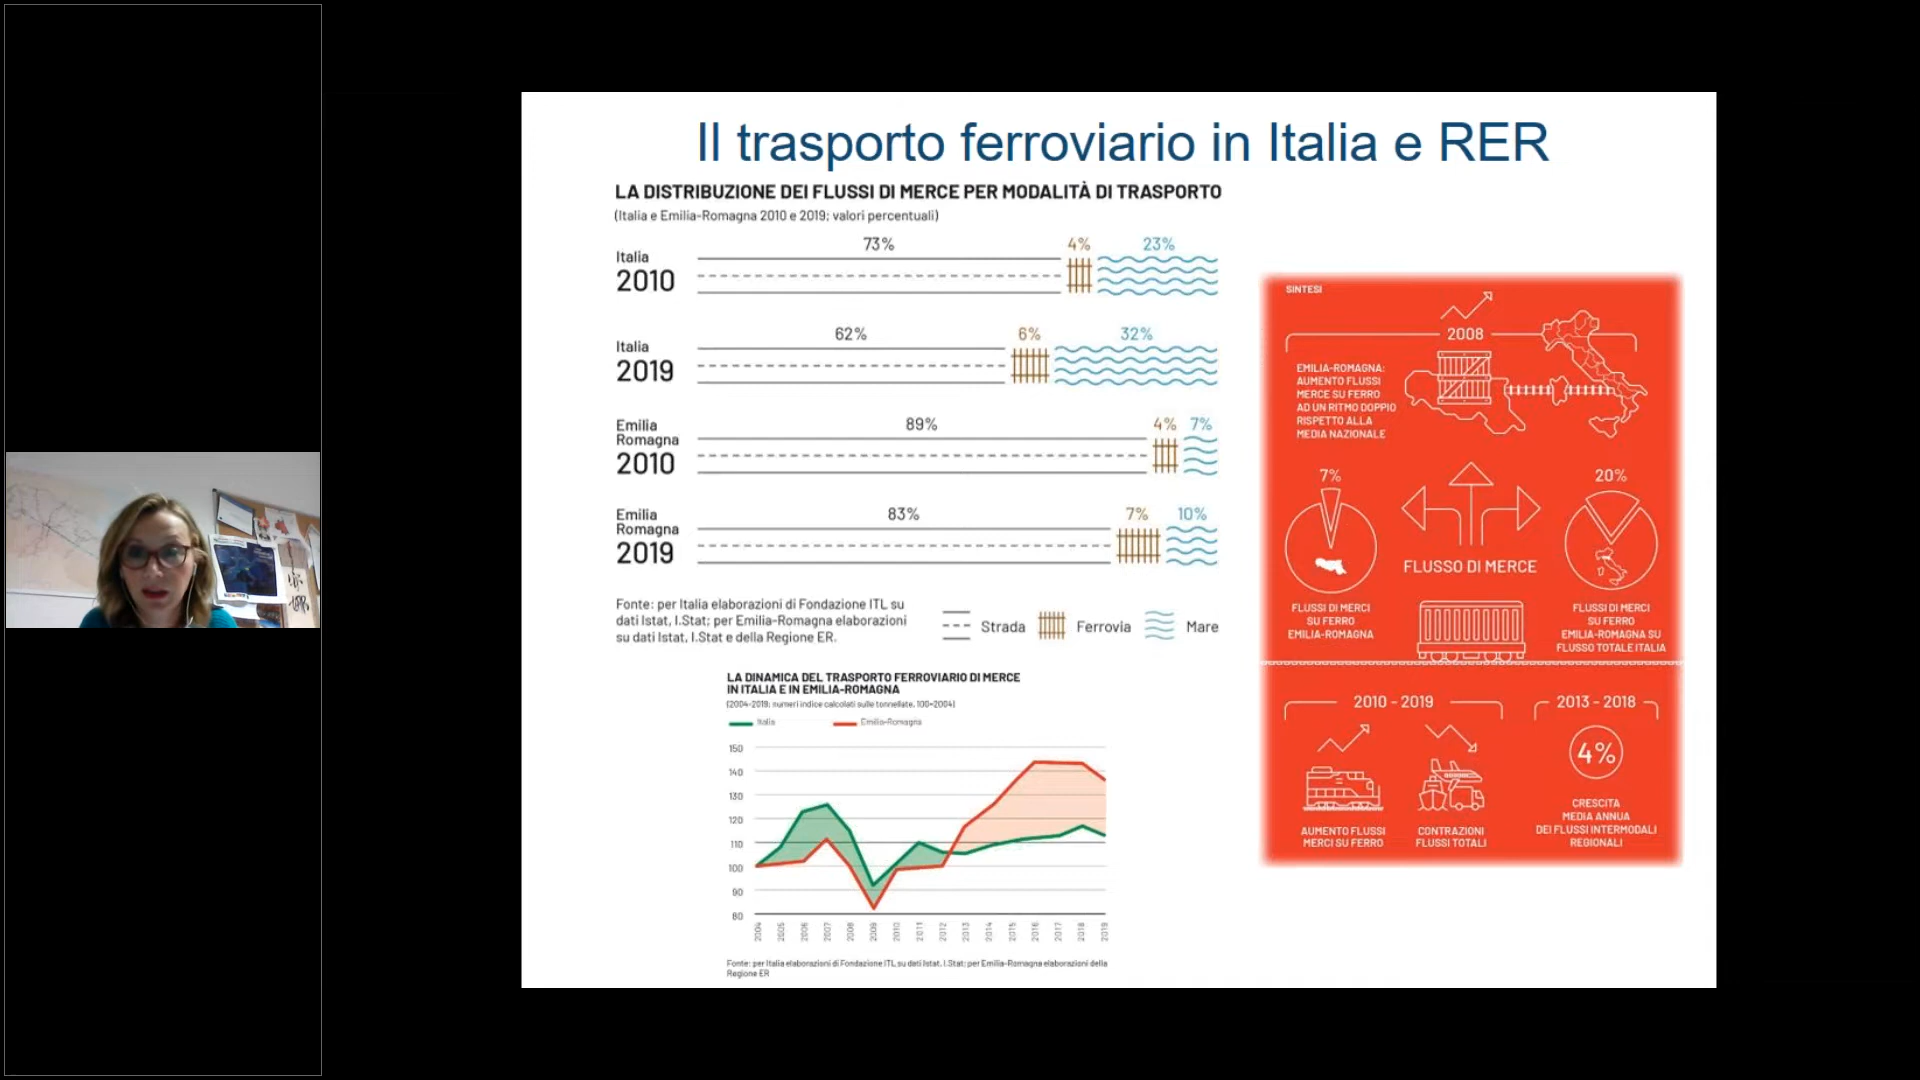 Il trasporto ferroviario in Italia e RER
LA DISTRIBUZIONE DEI FLUSSI DI MERCE PER MODALITÀ DI TRASPORTO
(Italia e Emilia-Romagna 2010 e 2019; valori percentuali)
73% 4% 23%
Italia
2010
62% 6% 32%
Italia
2019
89% 4% 7%
Emilia
Romagna
2010
83% 7% 10%
Emilia
Romagna
2019
Fonte: per Italia elaborazioni di Fondazione ITL su
dati Istat, I.Stat; per Emilia-Romagna elaborazioni
su dati Istat, I.Stat e della Regione ER.
Strada Ferrovia Mare
LA DINAMICA DEL TRASPORTO FERROVIARIO DI MERCE
IN ITALIA E IN EMILIA-ROMAGNA
(2004-2019; numeri indice calcolati sulle tonnellate, 100=2004)
Italia Emilia-Romagna
150
140
130
120
110
100
90
80
2004 2005 2006 2007 2008 2009 2010 2011 2012 2013 2014 2015 2016 2017 2018 2019
Fonte: per Italia elaborazioni di Fondazione ITL su dati Istat, I.Stat; per Emilia-Romagna elaborazioni della
Regione ER
SINTESI
2008
EMILIA-ROMAGNA:
AUMENTO FLUSSI
MERCE SU FERRO
AD UN RITMO DOPPIO
RISPETTO ALLA
MEDIA NAZIONALE
7%
FLUSSI DI MERCI
SU FERRO
EMILIA-ROMAGNA
FLUSSO DI MERCE
20%
FLUSSI DI MERCI
SU FERRO
EMILIA-ROMAGNA SU
FLUSSO TOTALE ITALIA
2010 - 2019
AUMENTO FLUSSI
MERCI SU FERRO
CONTRAZIONI
FLUSSI TOTALI
2013 - 2018
4%
CRESCITA
MEDIA ANNUA
DEI FLUSSI INTERMODALI
REGIONALI